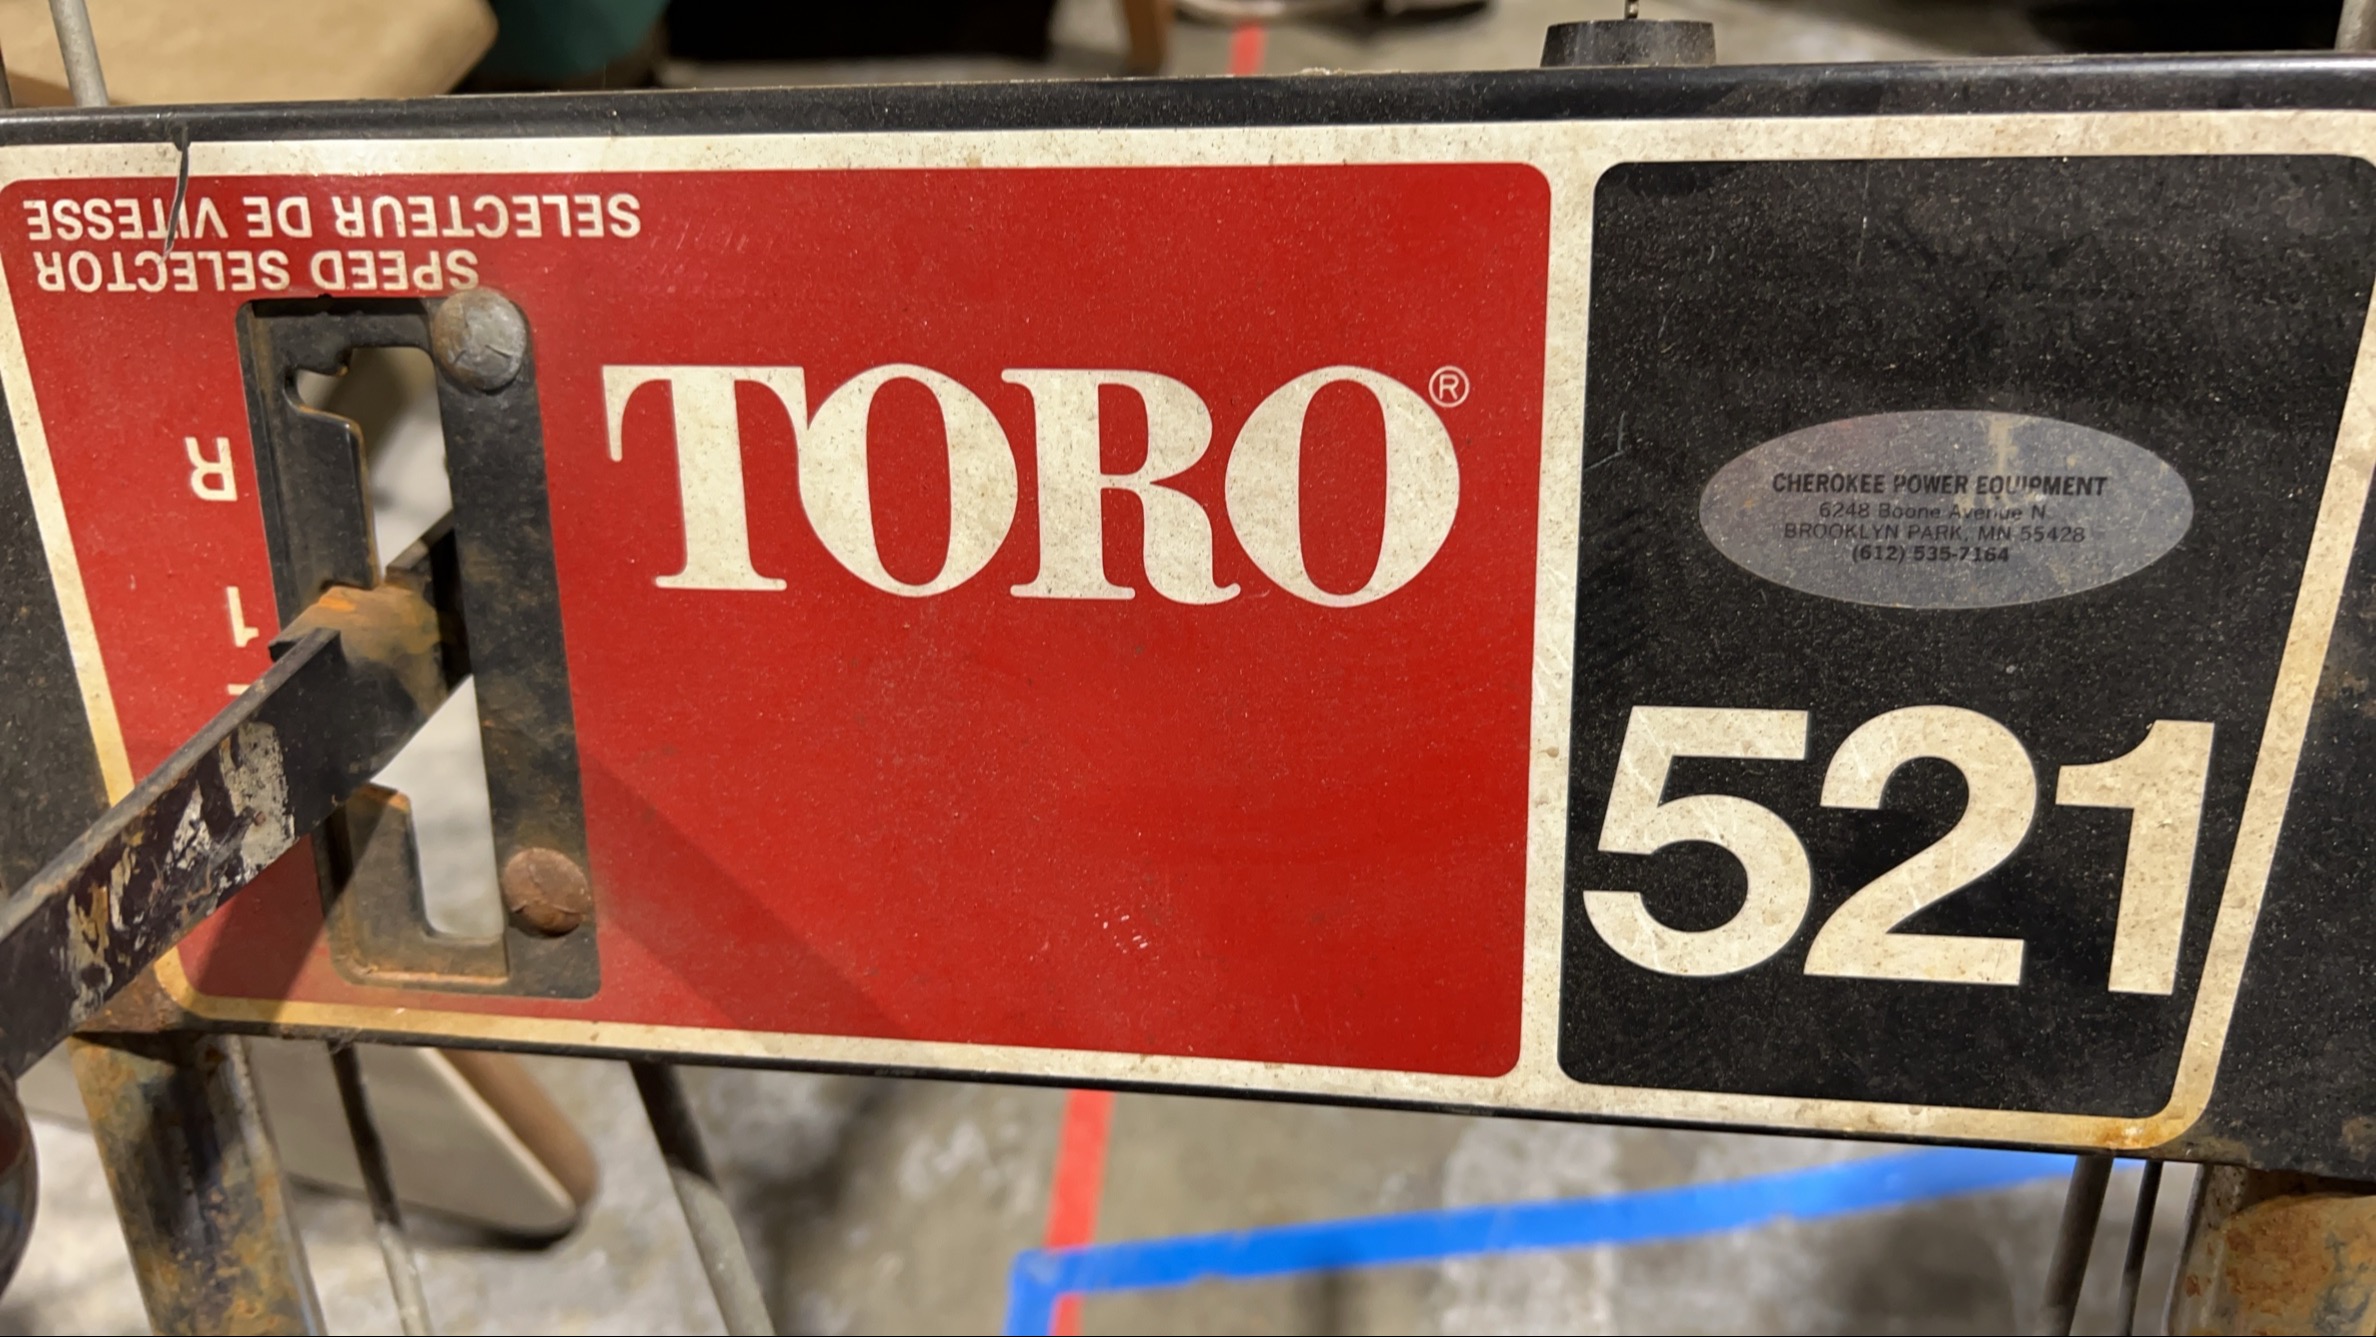 SELECTEUR DE VITESSE
SPEED SELECTOR
R
1
TORO®
CHEROKEE POWER EQUIPMENT
6248 Boone Avenue N.
BROOKLYN PARK, MN 55428
(612) 535-7164
521